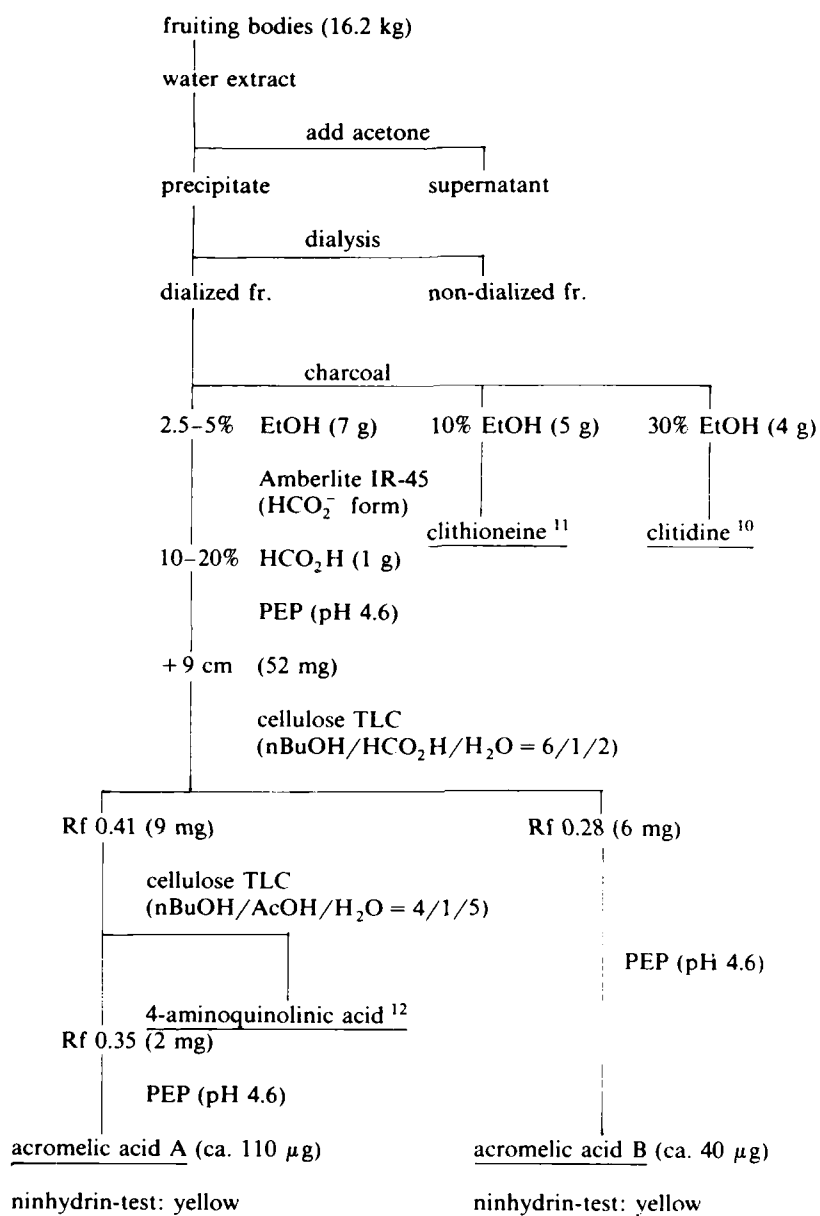 fruiting bodies (16.2 kg)
water extract
add acetone
precipitate supernatant
dialysis
dialized fr. non-dialized fr.
charcoal
2.5–5% EtOH (7 g) 10% EtOH (5 g) 30% EtOH (4 g)
Amberlite IR-45
(HCO₂⁻ form)
clithioneine ¹¹ clitidine ¹⁰
10–20% HCO₂H (1 g)
PEP (pH 4.6)
+9 cm (52 mg)
cellulose TLC
(nBuOH/HCO₂H/H₂O = 6/1/2)
Rf 0.41 (9 mg) Rf 0.28 (6 mg)
cellulose TLC
(nBuOH/AcOH/H₂O = 4/1/5)
PEP (pH 4.6)
4-aminoquinolinic acid ¹²
Rf 0.35 (2 mg)
PEP (pH 4.6)
acromelic acid A (ca. 110 μg) acromelic acid B (ca. 40 μg)
ninhydrin-test: yellow ninhydrin-test: yellow